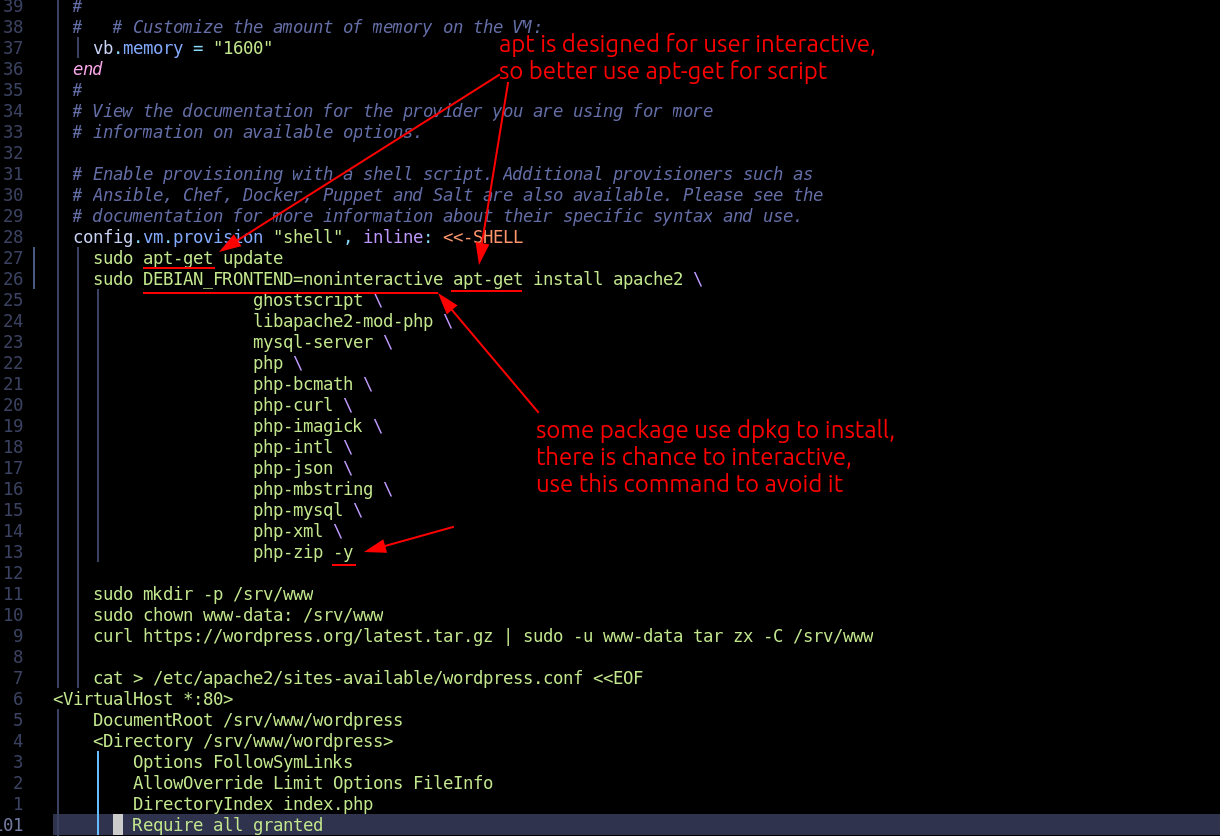 39 #
38 #   # Customize the amount of memory on the VM:
37 vb.memory = "1600"
apt is designed for user interactive,
so better use apt-get for script
36 end
35 #
34 # View the documentation for the provider you are using for more
33 # information on available options.
32
31 # Enable provisioning with a shell script. Additional provisioners such as
30 # Ansible, Chef, Docker, Puppet and Salt are also available. Please see the
29 # documentation for more information about their specific syntax and use.
28 config.vm.provision "shell", inline: <<-SHELL
27 sudo apt-get update
26 sudo DEBIAN_FRONTEND=noninteractive apt-get install apache2 \
25 ghostscript \
24 libapache2-mod-php \
23 mysql-server \
22 php \
21 php-bcmath \
20 php-curl \
19 php-imagick \
18 php-intl \
17 php-json \
16 php-mbstring \
15 php-mysql \
14 php-xml \
13 php-zip -y
some package use dpkg to install,
there is chance to interactive,
use this command to avoid it
12
11 sudo mkdir -p /srv/www
10 sudo chown www-data: /srv/www
9 curl https://wordpress.org/latest.tar.gz | sudo -u www-data tar zx -C /srv/www
8
7 cat > /etc/apache2/sites-available/wordpress.conf <<EOF
6 <VirtualHost *:80>
5 DocumentRoot /srv/www/wordpress
4 <Directory /srv/www/wordpress>
3 Options FollowSymLinks
2 AllowOverride Limit Options FileInfo
1 DirectoryIndex index.php
101 Require all granted